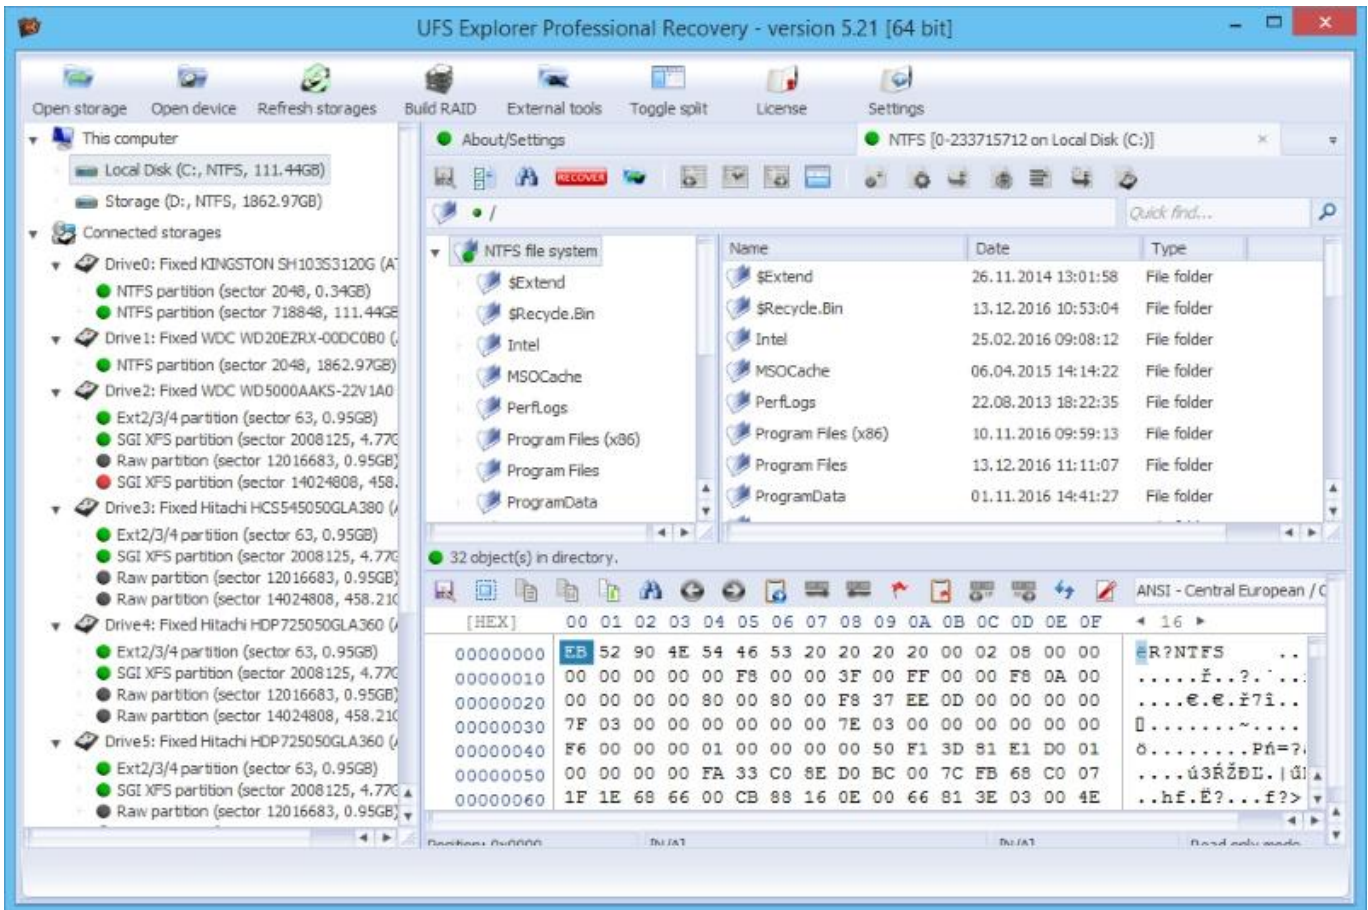 UFS Explorer Professional Recovery - version 5.21 [64 bit]
Open storage Open device Refresh storages Build RAID External tools Toggle split License Settings
This computer
Local Disk (C:, NTFS, 111.44GB)
Storage (D:, NTFS, 1862.97GB)
Connected storages
Drive0: Fixed KINGSTON SH103S3120G (AT
NTFS partition (sector 2048, 0.34GB)
NTFS partition (sector 718848, 111.44GB
Drive1: Fixed WDC WD20EZRX-00DC0B0 (
NTFS partition (sector 2048, 1862.97GB)
Drive2: Fixed WDC WD5000AAKS-22V1A0
Ext2/3/4 partition (sector 63, 0.95GB)
SGI XFS partition (sector 2008125, 4.77G
Raw partition (sector 12016683, 0.95GB)
SGI XFS partition (sector 14024808, 458.
Drive3: Fixed Hitachi HCS545050GLA380 (
Ext2/3/4 partition (sector 63, 0.95GB)
SGI XFS partition (sector 2008125, 4.77G
Raw partition (sector 12016683, 0.95GB)
Raw partition (sector 14024808, 458.21G
Drive4: Fixed Hitachi HDP725050GLA360 (
Ext2/3/4 partition (sector 63, 0.95GB)
SGI XFS partition (sector 2008125, 4.77G
Raw partition (sector 12016683, 0.95GB)
Raw partition (sector 14024808, 458.21G
Drive5: Fixed Hitachi HDP725050GLA360 (
Ext2/3/4 partition (sector 63, 0.95GB)
SGI XFS partition (sector 2008125, 4.77G
Raw partition (sector 12016683, 0.95GB)
About/Settings
NTFS [0-233715712 on Local Disk (C:)]
RECOVER
/
Quick find...
NTFS file system
$Extend
$Recycle.Bin
Intel
MSOCache
PerfLogs
Program Files (x86)
Program Files
ProgramData
Name Date Type
$Extend 26.11.2014 13:01:58 File folder
$Recycle.Bin 13.12.2016 10:53:04 File folder
Intel 25.02.2016 09:08:12 File folder
MSOCache 06.04.2015 14:14:22 File folder
PerfLogs 22.08.2013 18:22:35 File folder
Program Files (x86) 10.11.2016 09:59:13 File folder
Program Files 13.12.2016 11:11:07 File folder
ProgramData 01.11.2016 14:41:27 File folder
32 object(s) in directory.
ANSI - Central European / C
[HEX] 00 01 02 03 04 05 06 07 08 09 0A 0B 0C 0D 0E 0F 16
00000000 EB 52 90 4E 54 46 53 20 20 20 20 00 02 08 00 00 ëR?NTFS ..
00000010 00 00 00 00 00 F8 00 00 3F 00 FF 00 00 F8 0A 00 .....ř..?.˙..
00000020 00 00 00 00 80 00 80 00 F8 37 EE 0D 00 00 00 00 ....€.€.ř7î..
00000030 7F 03 00 00 00 00 00 00 7E 03 00 00 00 00 00 00 ........~....
00000040 F6 00 00 00 01 00 00 00 00 50 F1 3D 81 E1 D0 01 ö........Pń=?
00000050 00 00 00 00 FA 33 C0 8E D0 BC 00 7C FB 68 C0 07 ....ú3ŔŽĐĽ.|ű
00000060 1F 1E 68 66 00 CB 88 16 0E 00 66 81 3E 03 00 4E ..hf.Ë?...f?>
Position: 0x0000 [N/A] [N/A] Read only mode